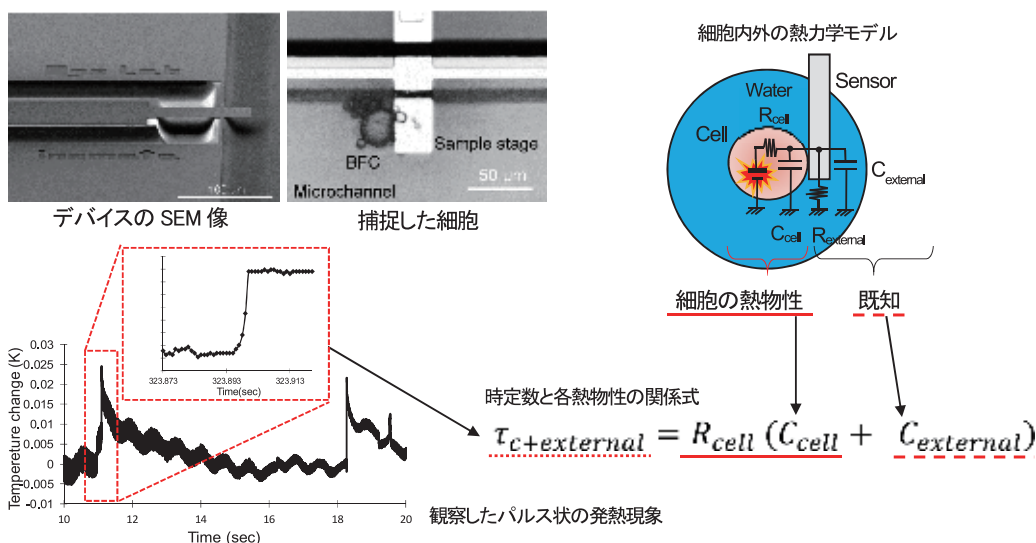 100 μm
BFC
Sample stage
Microchannel
50 μm
デバイスの SEM 像
捕捉した細胞
細胞内外の熱力学モデル
Sensor
Water
Rcell
Cell
Cexternal
Ccell
Rexternal
細胞の熱物性
既知
323.873
323.893
323.913
Time(sec)
0.03
0.025
0.02
0.015
0.01
0.005
0
-0.005
-0.01
Tempereture change (K)
10
12
14
16
18
20
Time (sec)
時定数と各熱物性の関係式
τc+external = Rcell (Ccell + Cexternal)
観察したパルス状の発熱現象